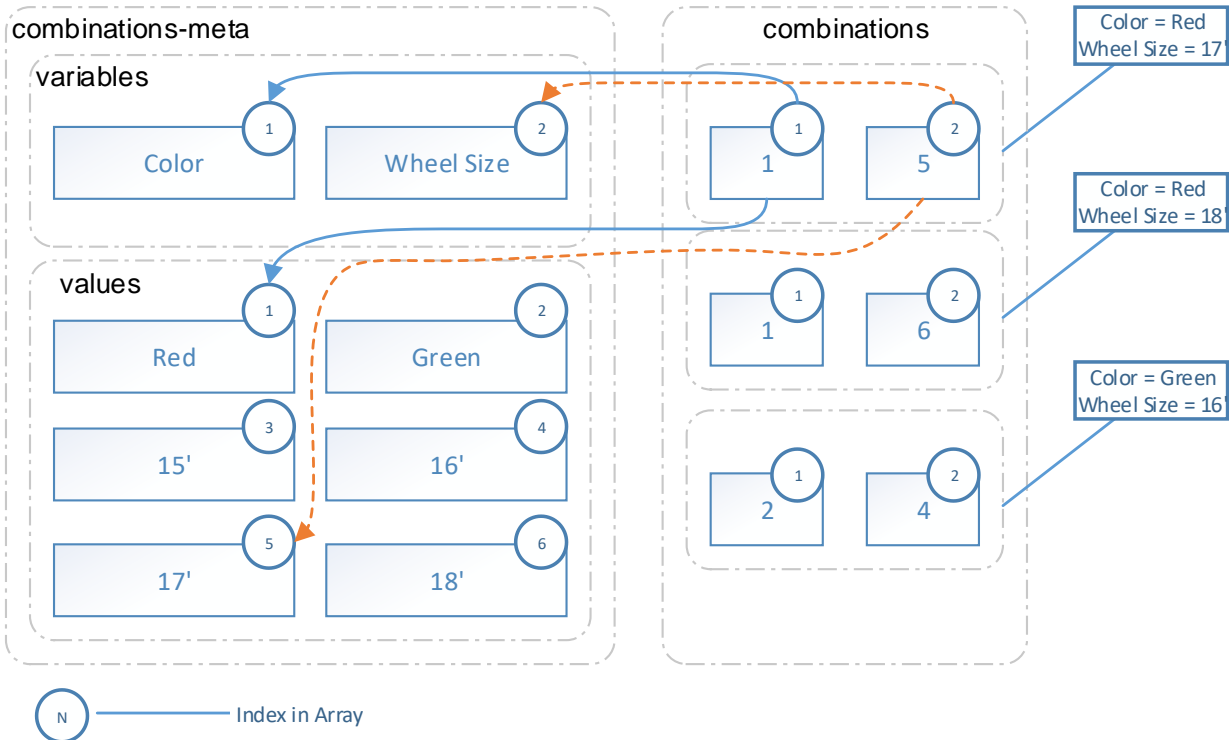 combinations-meta
variables
1
Color
2
Wheel Size
values
1
Red
2
Green
3
15'
4
16'
5
17'
6
18'
combinations
1
1
2
5
1
1
2
6
1
2
2
4
Color = Red
Wheel Size = 17'
Color = Red
Wheel Size = 18'
Color = Green
Wheel Size = 16'
N
Index in Array